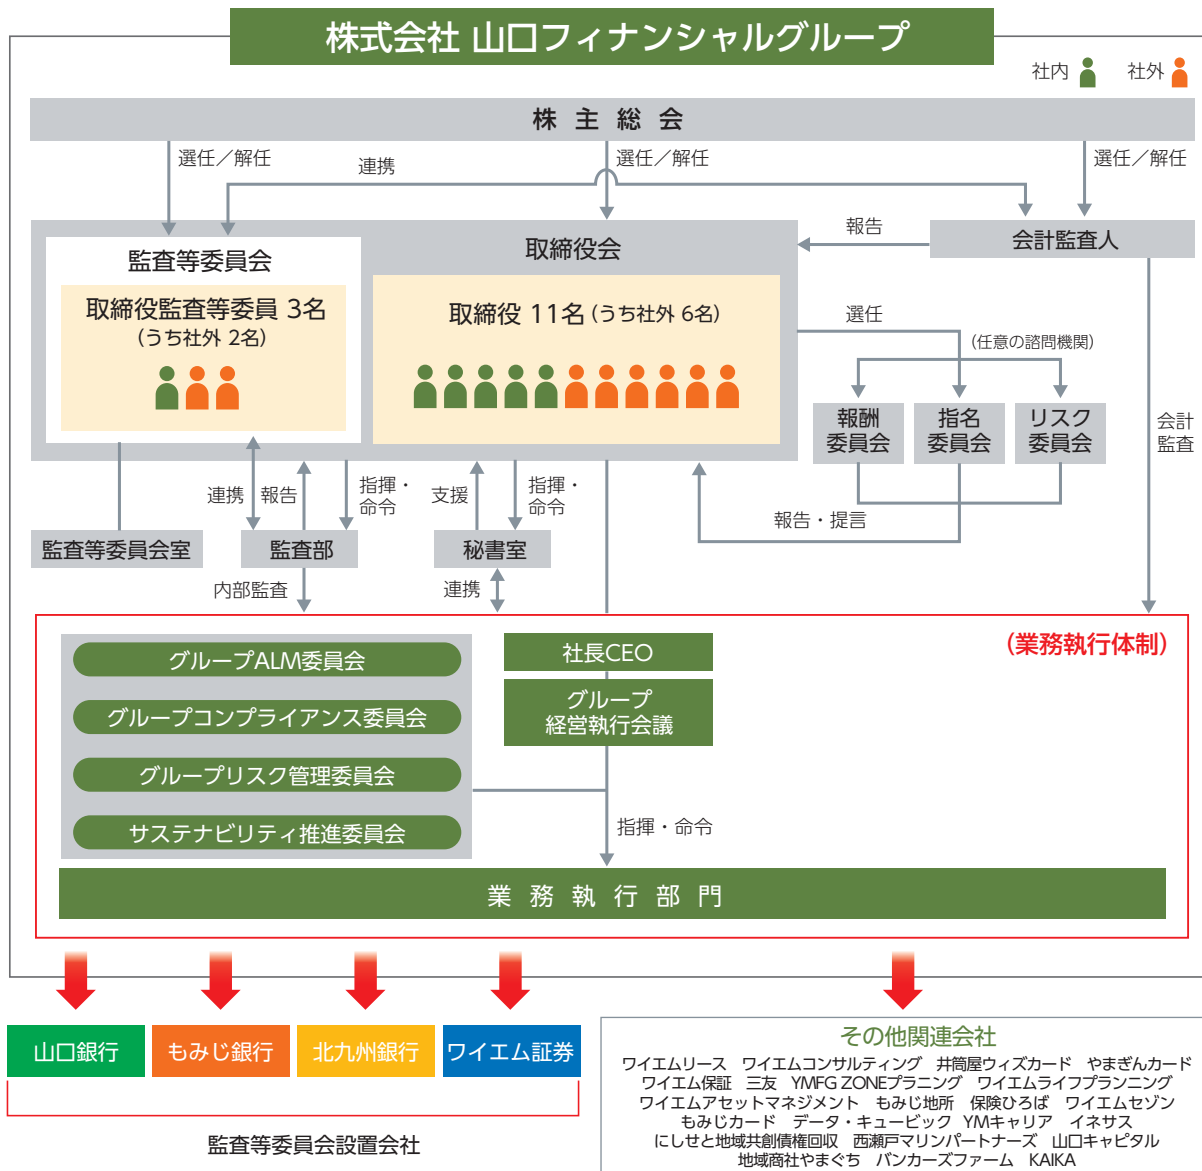 株式会社 山口フィナンシャルグループ
社内
社外
株主総会
選任／解任
連携
選任／解任
選任／解任
監査等委員会
取締役監査等委員 3名
(うち社外 2名)
取締役会
取締役 11名 (うち社外 6名)
報告
会計監査人
選任
(任意の諮問機関)
報酬
委員会
指名
委員会
リスク
委員会
会計
監査
連携
報告
指揮・
命令
支援
指揮・
命令
報告・提言
監査等委員会室
監査部
秘書室
内部監査
連携
(業務執行体制)
グループALM委員会
グループコンプライアンス委員会
グループリスク管理委員会
サステナビリティ推進委員会
社長CEO
グループ
経営執行会議
指揮・命令
業務執行部門
山口銀行
もみじ銀行
北九州銀行
ワイエム証券
監査等委員会設置会社
その他関連会社
ワイエムリース ワイエムコンサルティング 井筒屋ウィズカード やまぎんカード
ワイエム保証 三友 YMFG ZONEプラニング ワイエムライフプランニング
ワイエムアセットマネジメント もみじ地所 保険ひろば ワイエムセゾン
もみじカード データ・キュービック YMキャリア イネサス
にしせと地域共創債権回収 西瀬戸マリンパートナーズ 山口キャピタル
地域商社やまぐち バンカーズファーム KAIKA